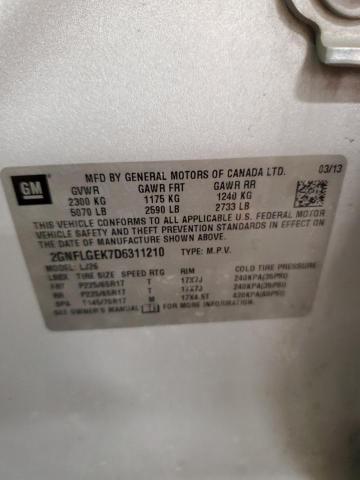 GM
MFD BY GENERAL MOTORS OF CANADA LTD. 03/13
GVWR GAWR FRT GAWR RR
2300 KG 1175 KG 1240 KG
5070 LB 2590 LB 2733 LB
THIS VEHICLE CONFORMS TO ALL APPLICABLE U.S. FEDERAL MOTOR
VEHICLE SAFETY STANDARDS IN EFFECT ON THE DATE OF
MANUFACTURE SHOWN ABOVE.
2GNFLGEK7D6311210 TYPE: M.P.V.
MODEL: LJ26
TIRE SIZE SPEED RTG RIM COLD TIRE PRESSURE
FRT P225/65R17 T 17X7J 240KPA(35PSI)
RR P225/65R17 T 17X7J 240KPA(35PSI)
SPA T145/70R17 M 17X4.5T 420KPA(60PSI)
SEE OWNER'S MANUAL FOR ADDITIONAL INFORMATION